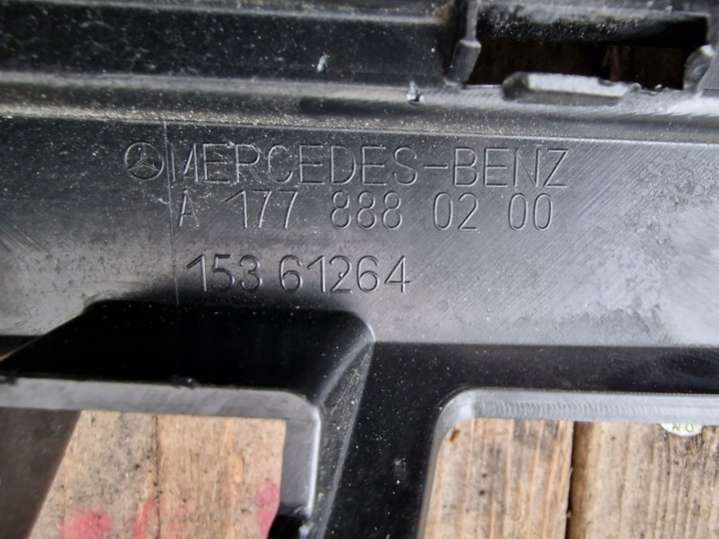 MERCEDES-BENZ
A 177 888 02 00
153 61264